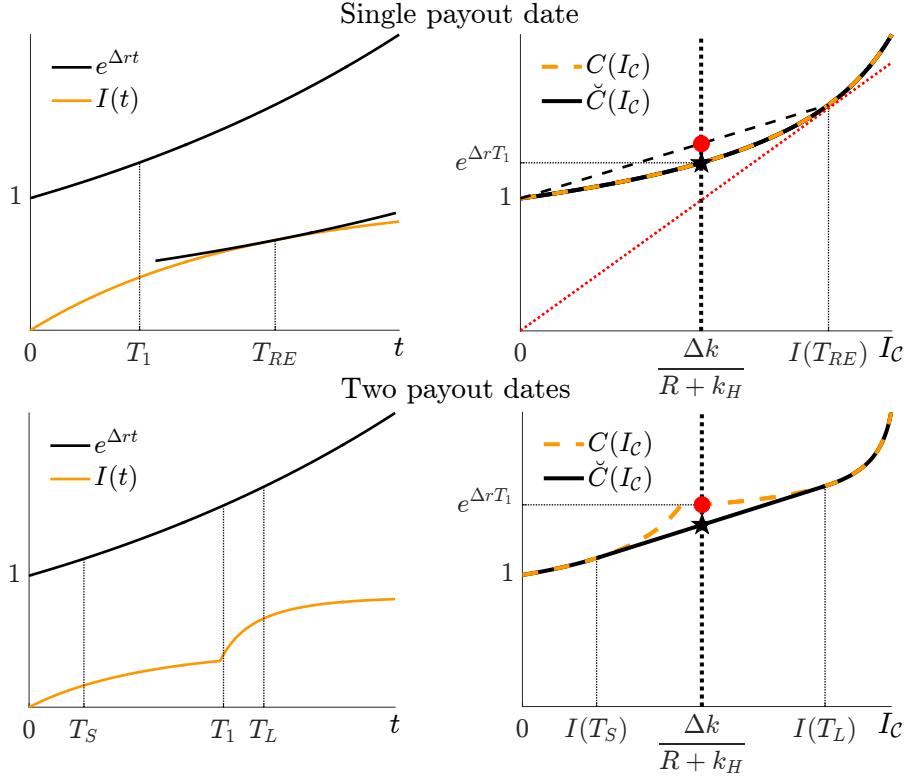 Single payout date
e^{Δrt}
I(t)
1
0
T_1
T_{RE}
t
C(I_𝒞)
C̆(I_𝒞)
e^{ΔrT_1}
1
0
Δk
R + k_H
I(T_{RE})
I_𝒞
Two payout dates
e^{Δrt}
I(t)
1
0
T_S
T_1
T_L
t
C(I_𝒞)
C̆(I_𝒞)
e^{ΔrT_1}
1
0
I(T_S)
Δk
R + k_H
I(T_L)
I_𝒞